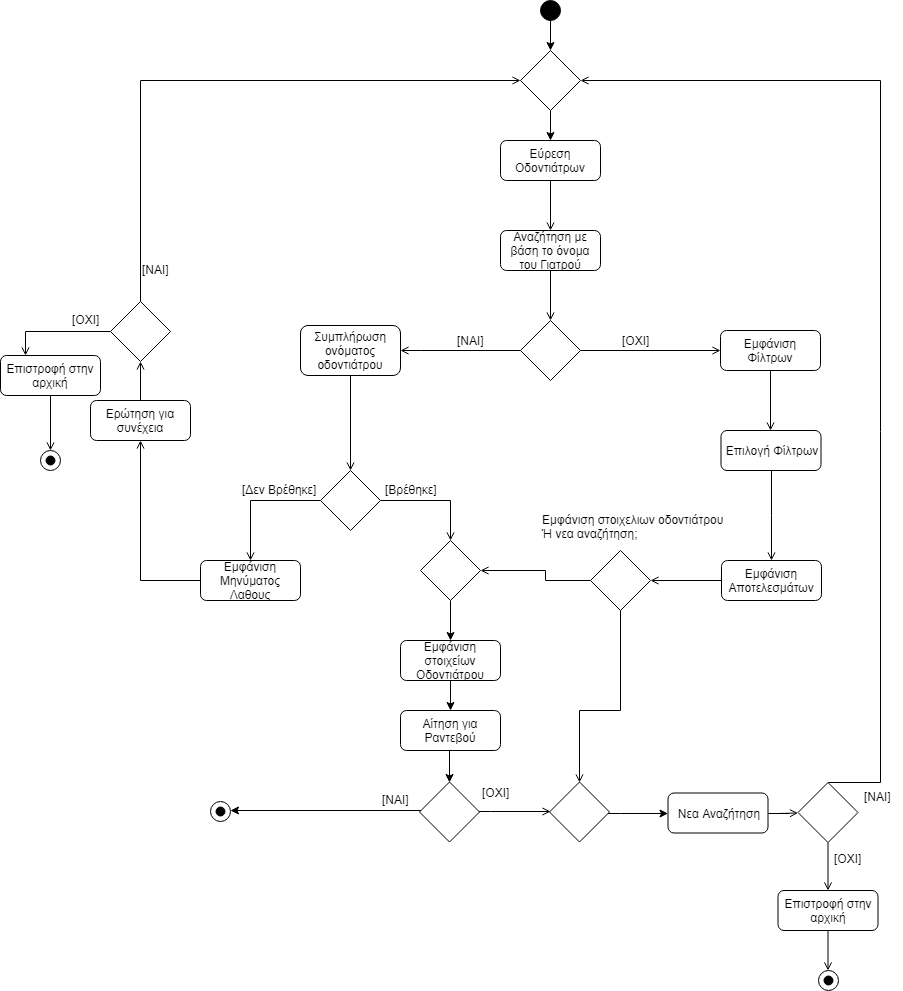 Εύρεση
Οδοντιάτρων
Αναζήτηση με
βάση το όνομα
του Γιατρού
[ΝΑΙ]
[ΟΧΙ]
Επιστροφή στην
αρχική
Ερώτηση για
συνέχεια
Συμπλήρωση
ονόματος
οδοντιάτρου
[ΝΑΙ]
[ΟΧΙ]
Εμφάνιση
Φίλτρων
Επιλογή Φίλτρων
[Δεν Βρέθηκε]
[Βρέθηκε]
Εμφάνιση στοιχελιων οδοντιάτρου
Ή νεα αναζήτηση;
Εμφάνιση
Μηνύματος
Λαθους
Εμφάνιση
Αποτελεσμάτων
Εμφάνιση
στοιχείων
Οδοντιάτρου
Αίτηση για
Ραντεβού
[ΝΑΙ]
[ΟΧΙ]
Νεα Αναζήτηση
[ΝΑΙ]
[ΟΧΙ]
Επιστροφή στην
αρχική